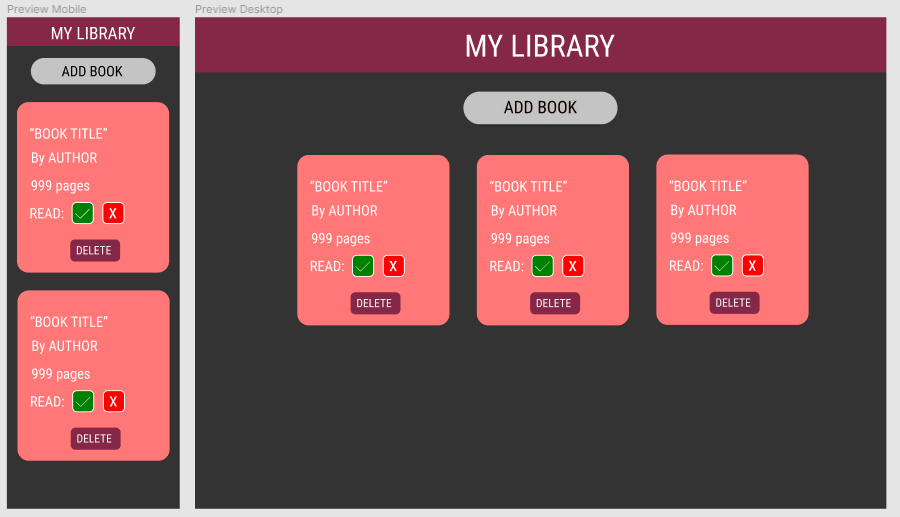 Preview Mobile
MY LIBRARY
ADD BOOK
“BOOK TITLE”
By AUTHOR
999 pages
READ: X
DELETE
“BOOK TITLE”
By AUTHOR
999 pages
READ: X
DELETE
Preview Desktop
MY LIBRARY
ADD BOOK
“BOOK TITLE”
By AUTHOR
999 pages
READ: X
DELETE
“BOOK TITLE”
By AUTHOR
999 pages
READ: X
DELETE
“BOOK TITLE”
By AUTHOR
999 pages
READ: X
DELETE